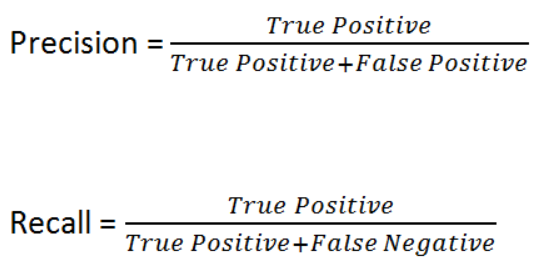 Precision = True Positive / True Positive+False Positive
Recall = True Positive / True Positive+False Negative